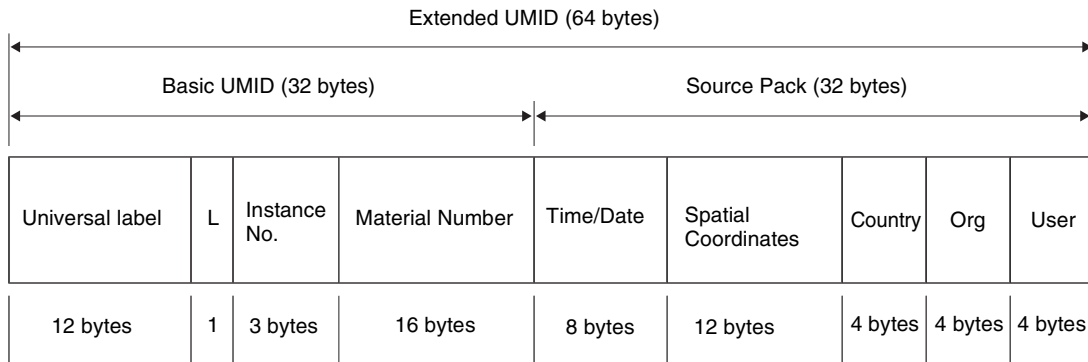 Extended UMID (64 bytes)
Basic UMID (32 bytes)
Source Pack (32 bytes)
Universal label
L
Instance
No.
Material Number
Time/Date
Spatial
Coordinates
Country
Org
User
12 bytes
1
3 bytes
16 bytes
8 bytes
12 bytes
4 bytes
4 bytes
4 bytes